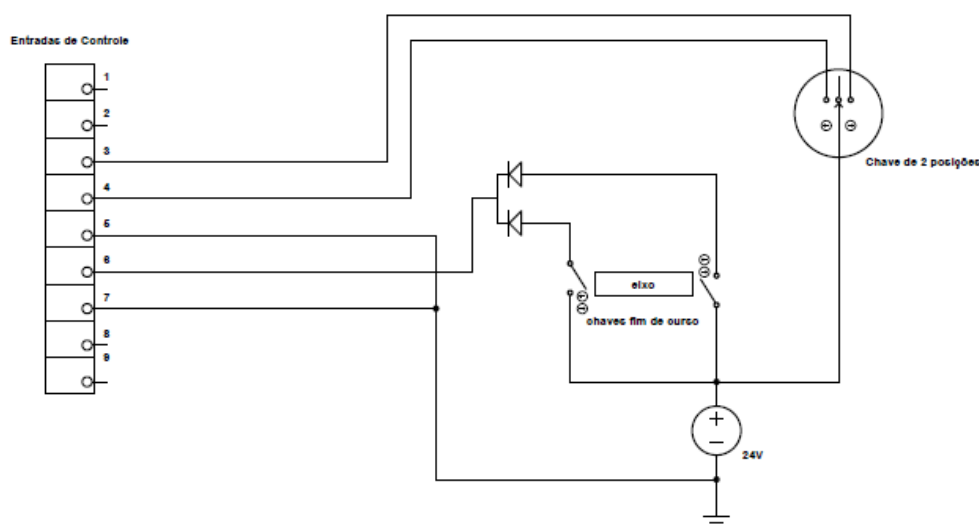 Entradas de Controle
1
2
3
4
5
6
7
8
9
Chave de 2 posições
eixo
chaves fim de curso
+
−
24V